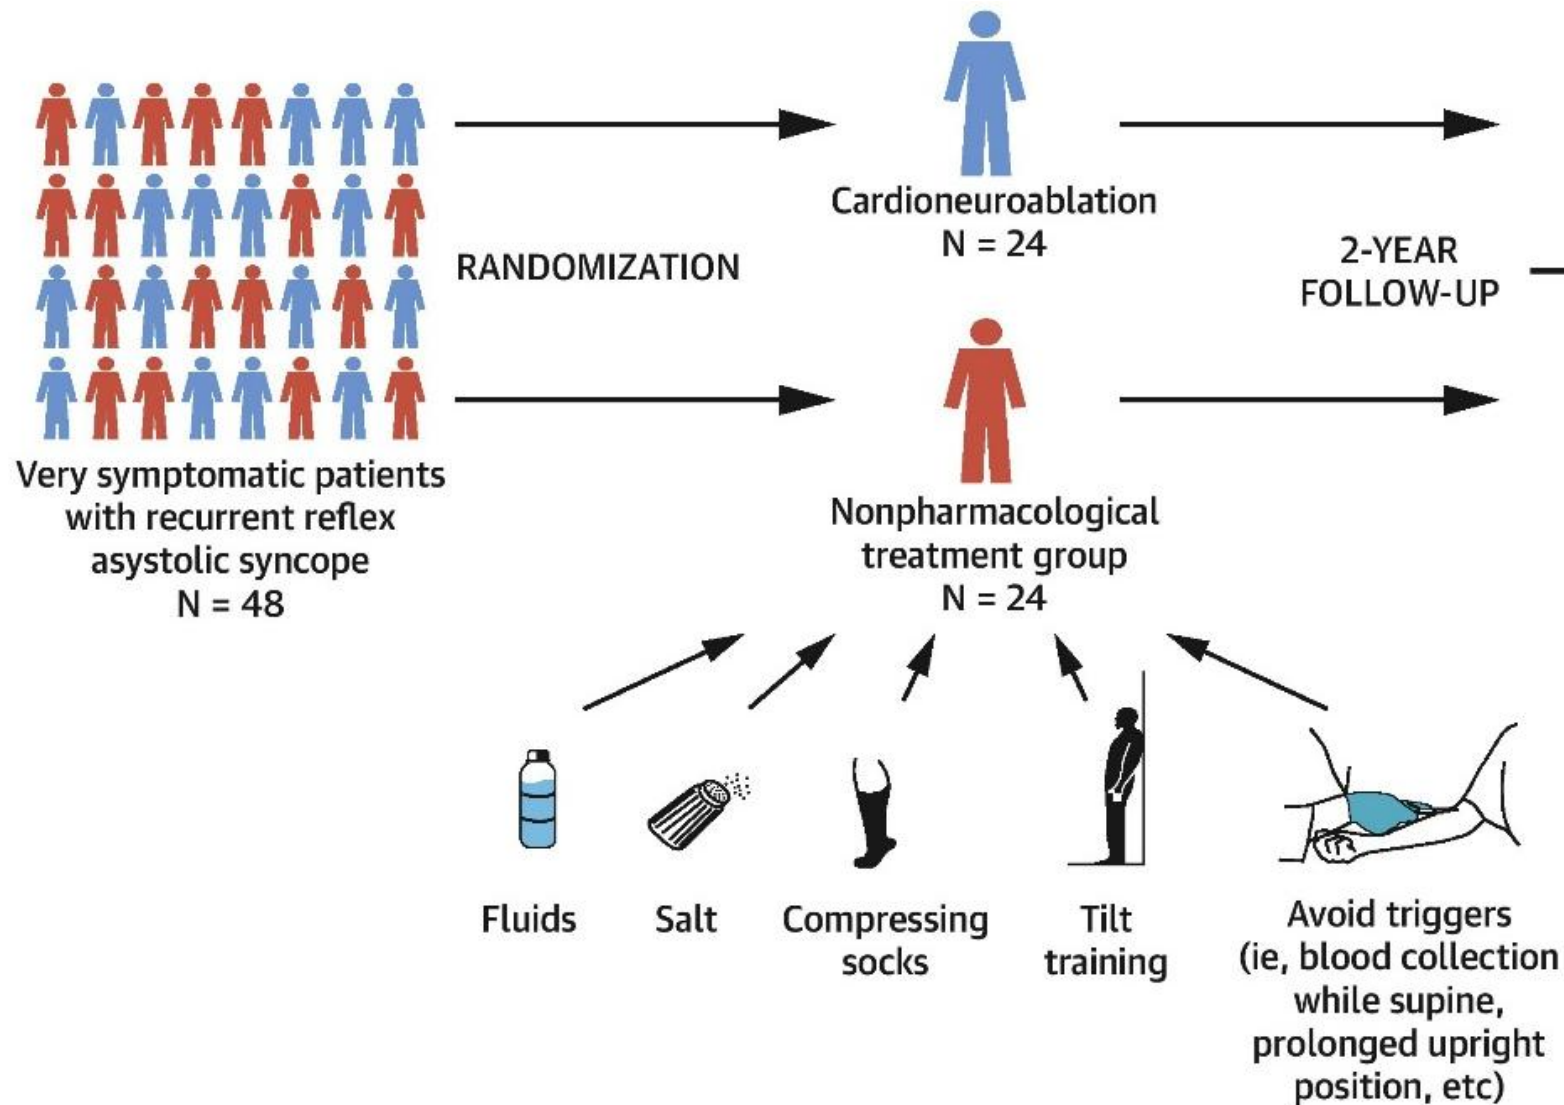 Very symptomatic patients
with recurrent reflex
asystolic syncope
N = 48
RANDOMIZATION
Cardioneuroablation
N = 24
2-YEAR
FOLLOW-UP
Nonpharmacological
treatment group
N = 24
Fluids
Salt
Compressing
socks
Tilt
training
Avoid triggers
(ie, blood collection
while supine,
prolonged upright
position, etc)